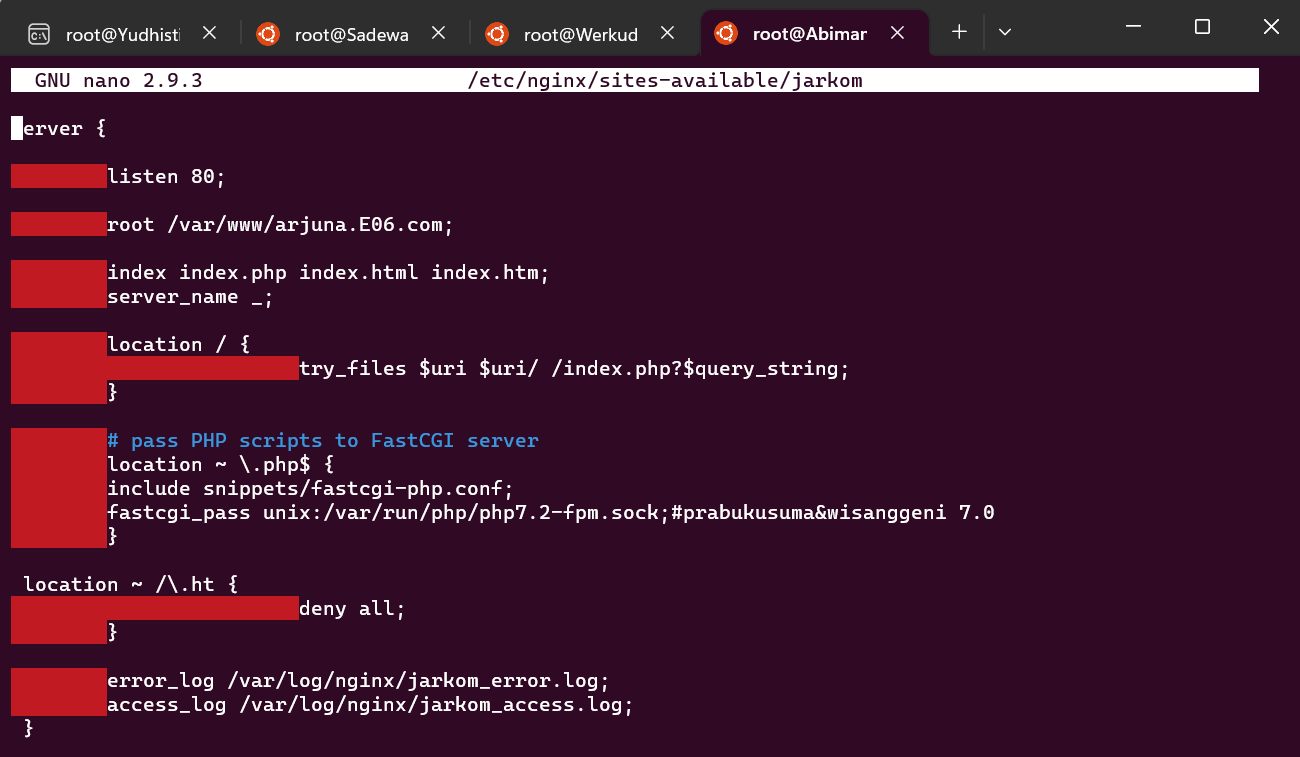 root@Yudhisti
root@Sadewa
root@Werkud
root@Abimar
GNU nano 2.9.3 /etc/nginx/sites-available/jarkom
erver {
listen 80;
root /var/www/arjuna.E06.com;
index index.php index.html index.htm;
server_name _;
location / {
try_files $uri $uri/ /index.php?$query_string;
}
# pass PHP scripts to FastCGI server
location ~ \.php$ {
include snippets/fastcgi-php.conf;
fastcgi_pass unix:/var/run/php/php7.2-fpm.sock;#prabukusuma&wisanggeni 7.0
}
location ~ /\.ht {
deny all;
}
error_log /var/log/nginx/jarkom_error.log;
access_log /var/log/nginx/jarkom_access.log;
}